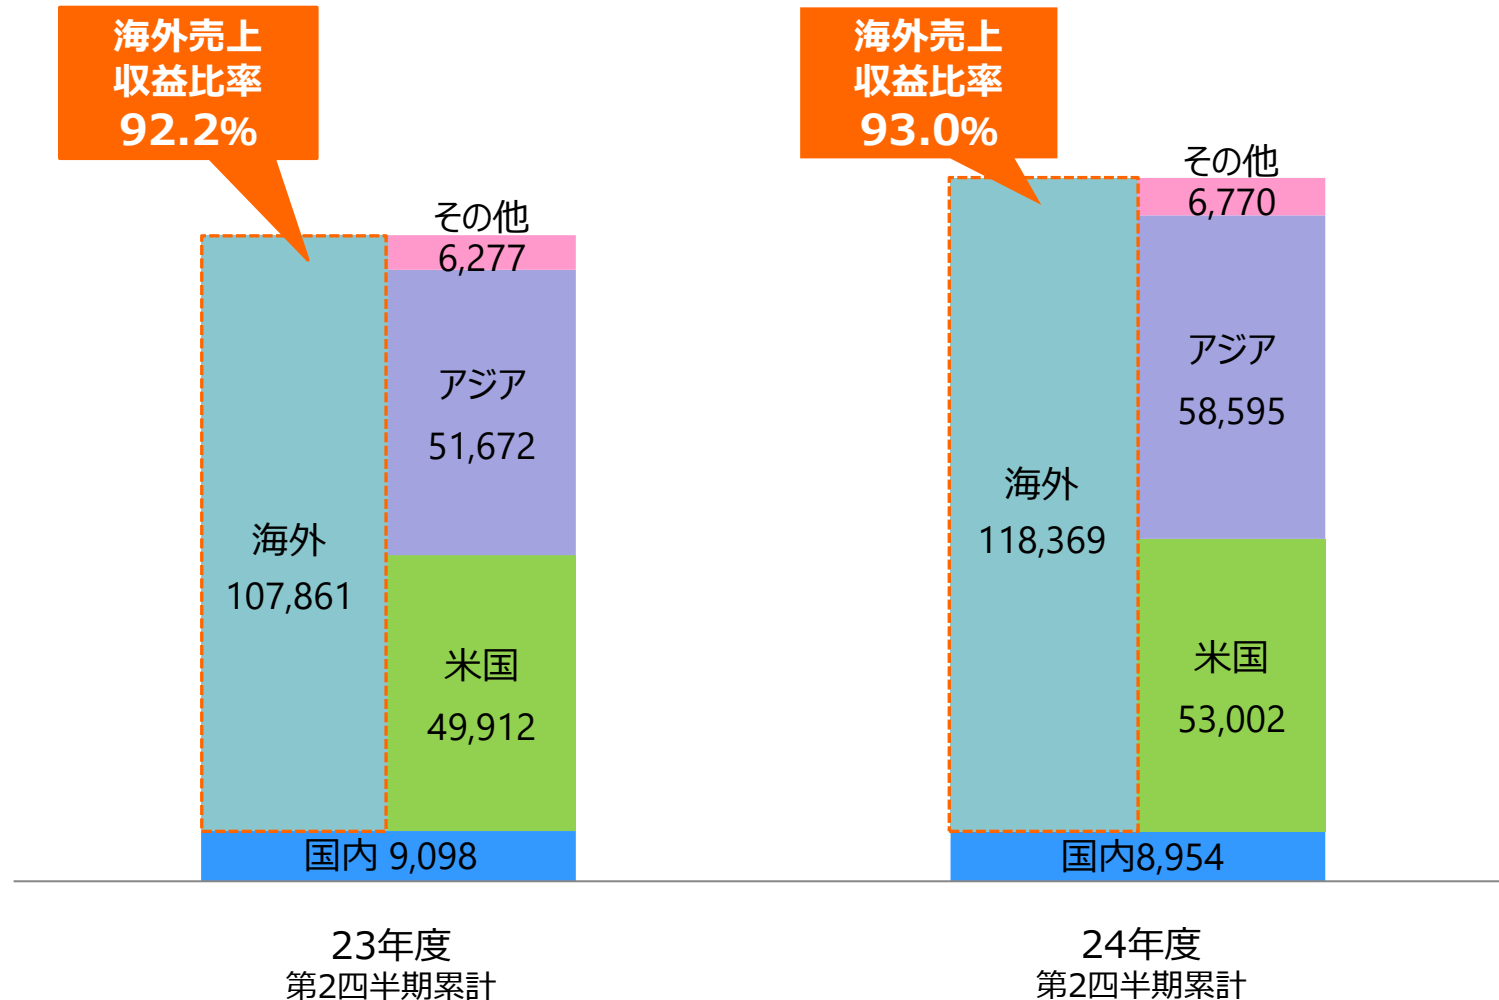 海外売上
収益比率
92.2%
その他
6,277
アジア
51,672
海外
107,861
米国
49,912
国内 9,098
23年度
第2四半期累計
海外売上
収益比率
93.0%
その他
6,770
アジア
58,595
海外
118,369
米国
53,002
国内8,954
24年度
第2四半期累計